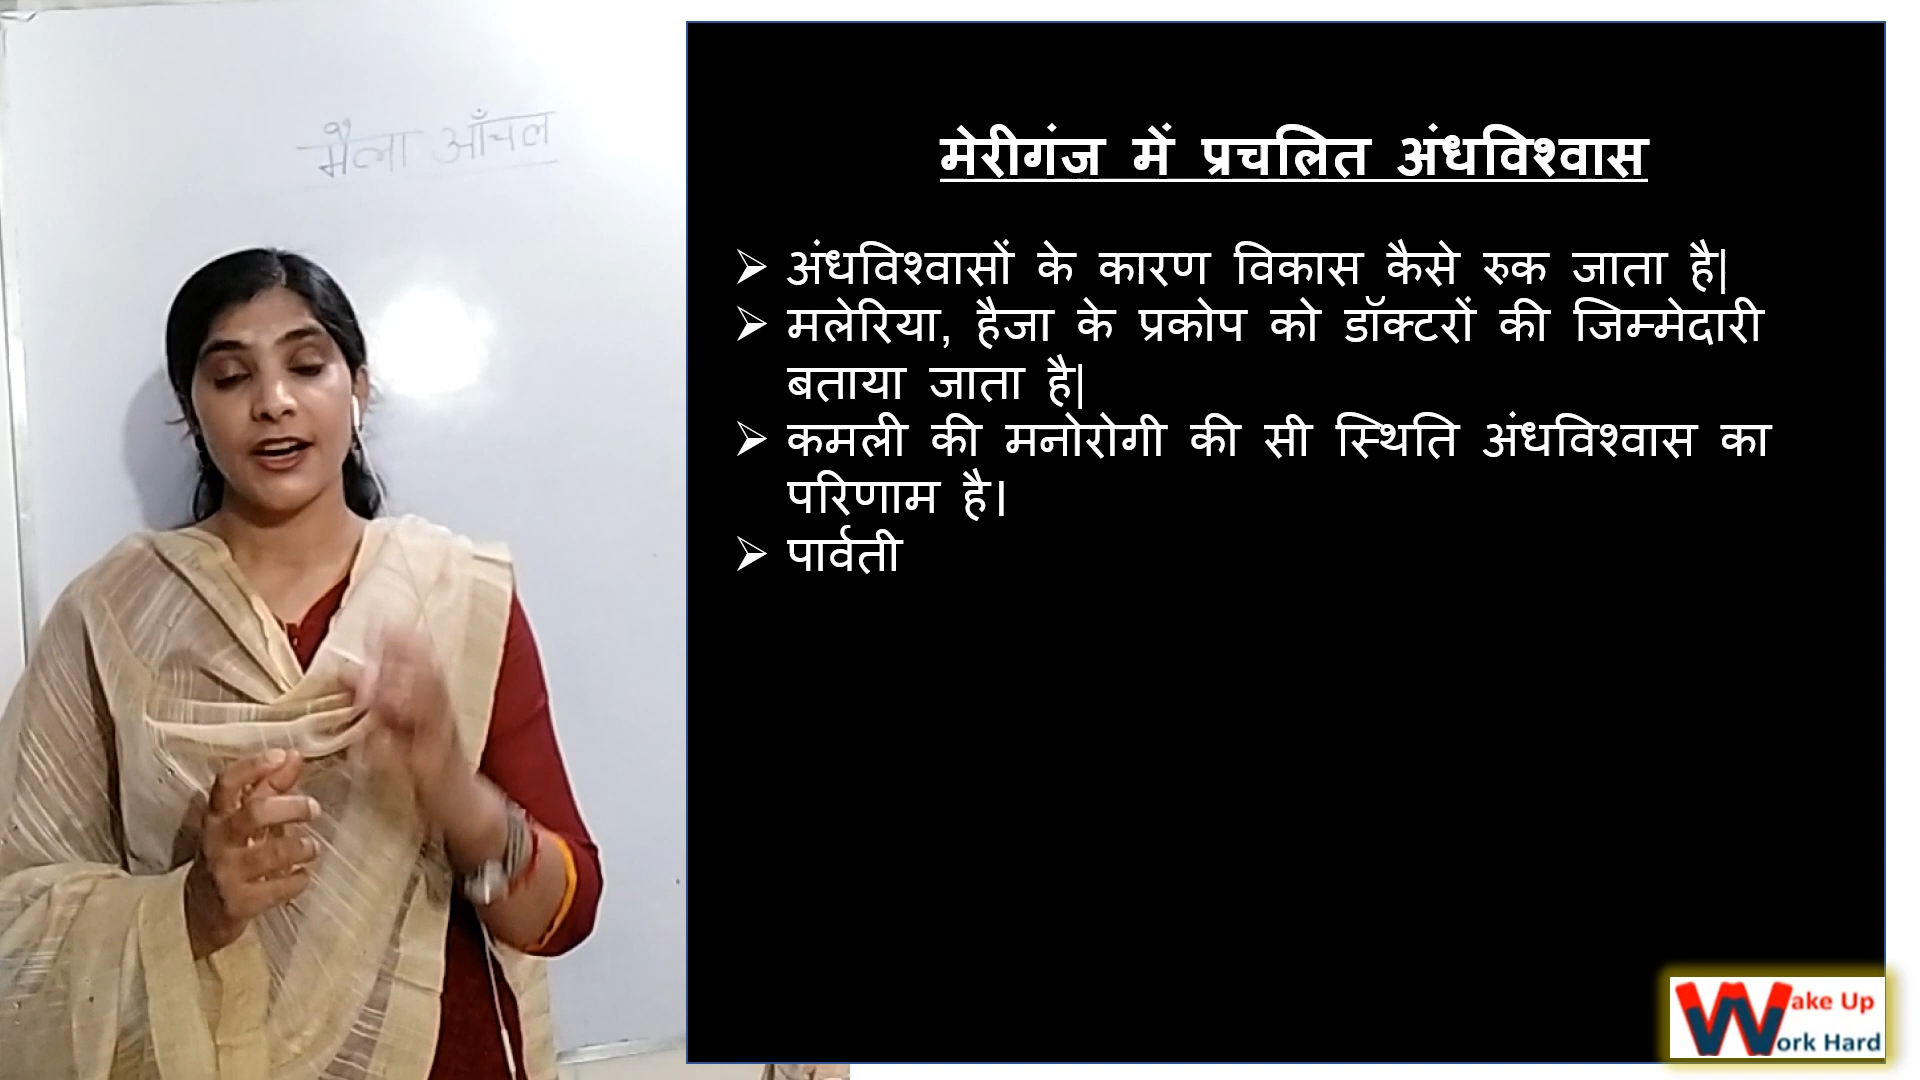 मैला आँचल
मेरीगंज में प्रचलित अंधविश्वास
➢ अंधविश्वासों के कारण विकास कैसे रुक जाता है|
➢ मलेरिया, हैजा के प्रकोप को डॉक्टरों की जिम्मेदारी
बताया जाता है|
➢ कमली की मनोरोगी की सी स्थिति अंधविश्वास का
परिणाम है।
➢ पार्वती
Wake Up
Work Hard